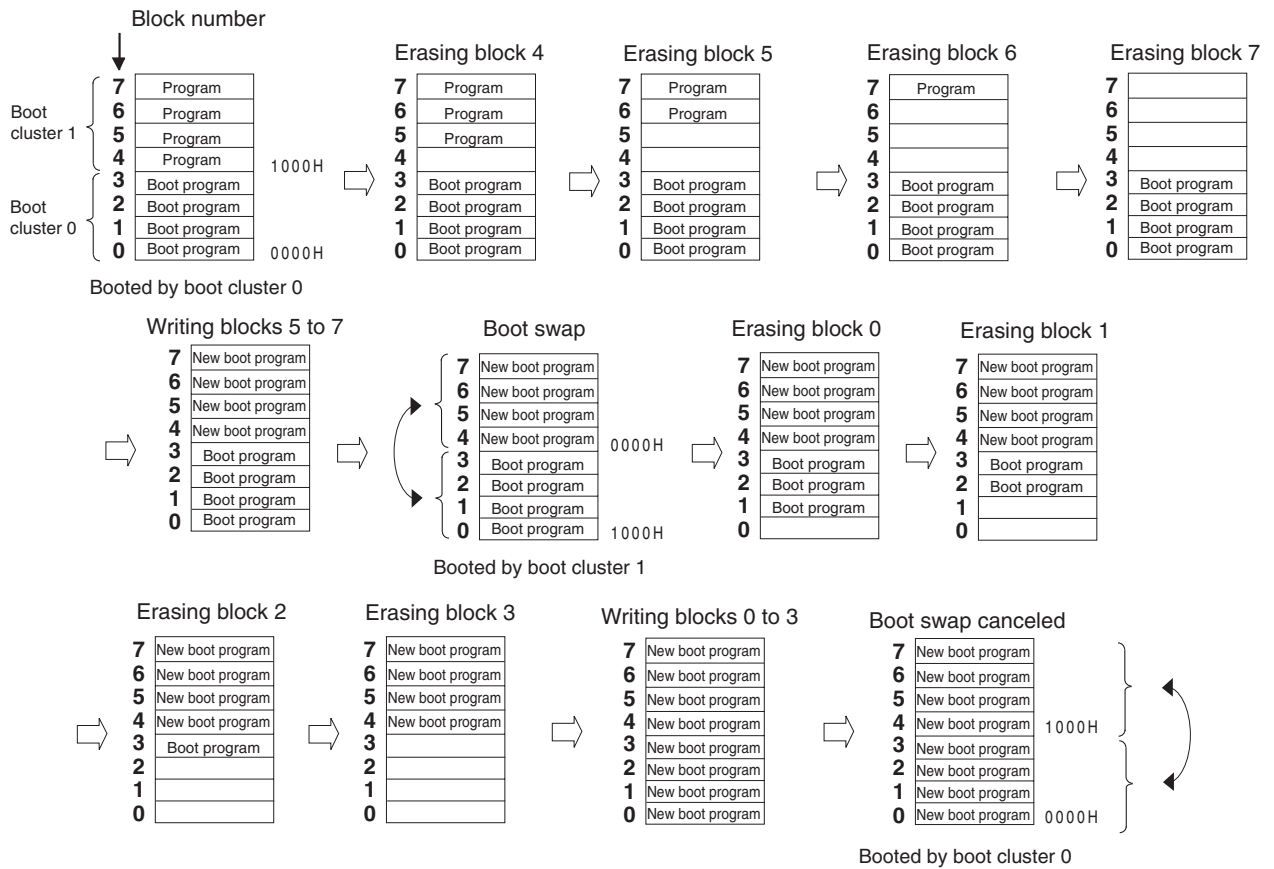 Block number
Erasing block 4
Erasing block 5
Erasing block 6
Erasing block 7
Boot
cluster 1
Boot
cluster 0
7 Program
6 Program
5 Program
4 Program
1000H
3 Boot program
2 Boot program
1 Boot program
0 Boot program
0000H
Booted by boot cluster 0
7 Program
6 Program
5 Program
4
3 Boot program
2 Boot program
1 Boot program
0 Boot program
7 Program
6 Program
5
4
3 Boot program
2 Boot program
1 Boot program
0 Boot program
7 Program
6
5
4
3 Boot program
2 Boot program
1 Boot program
0 Boot program
7
6
5
4
3 Boot program
2 Boot program
1 Boot program
0 Boot program
Writing blocks 5 to 7
7 New boot program
6 New boot program
5 New boot program
4 New boot program
3 Boot program
2 Boot program
1 Boot program
0 Boot program
Boot swap
7 New boot program
6 New boot program
5 New boot program
4 New boot program
0000H
3 Boot program
2 Boot program
1 Boot program
0 Boot program
1000H
Booted by boot cluster 1
Erasing block 0
7 New boot program
6 New boot program
5 New boot program
4 New boot program
3 Boot program
2 Boot program
1 Boot program
0
Erasing block 1
7 New boot program
6 New boot program
5 New boot program
4 New boot program
3 Boot program
2 Boot program
1
0
Erasing block 2
7 New boot program
6 New boot program
5 New boot program
4 New boot program
3 Boot program
2
1
0
Erasing block 3
7 New boot program
6 New boot program
5 New boot program
4 New boot program
3
2
1
0
Writing blocks 0 to 3
7 New boot program
6 New boot program
5 New boot program
4 New boot program
3 New boot program
2 New boot program
1 New boot program
0 New boot program
Boot swap canceled
7 New boot program
6 New boot program
5 New boot program
4 New boot program
1000H
3 New boot program
2 New boot program
1 New boot program
0 New boot program
0000H
Booted by boot cluster 0